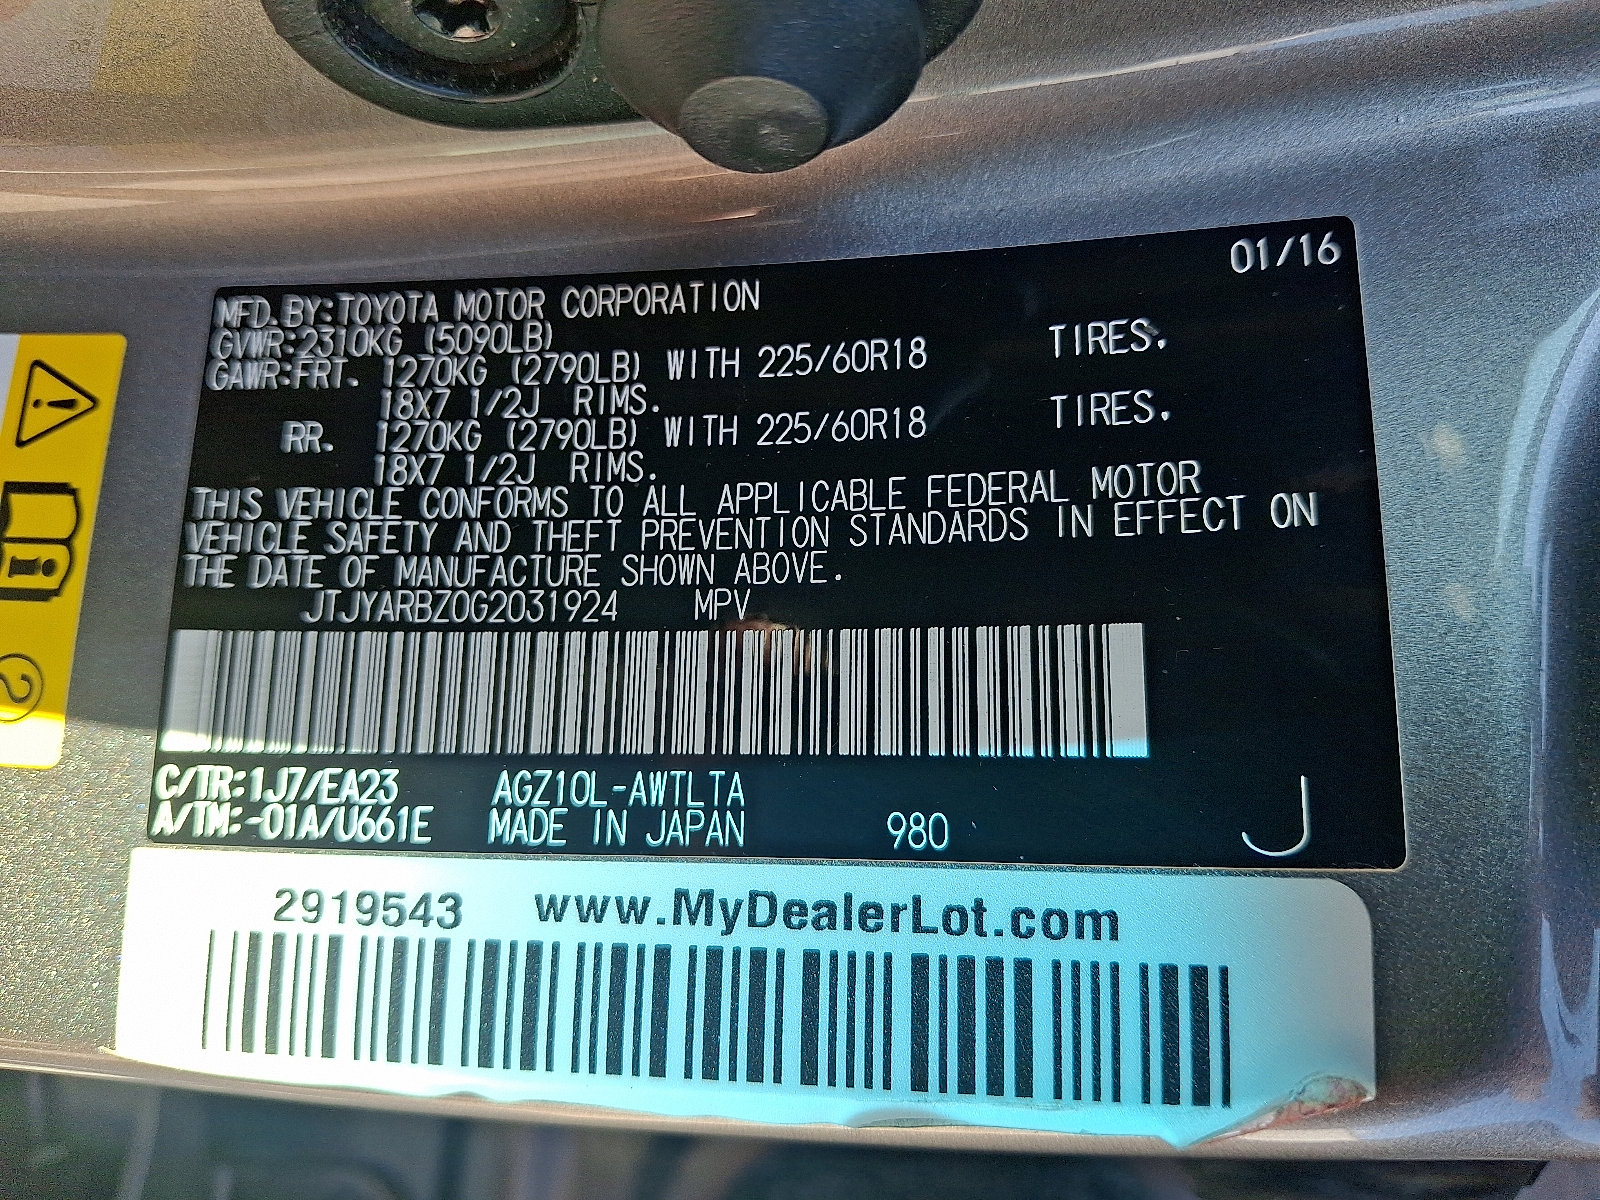 01/16
MFD. BY: TOYOTA MOTOR CORPORATION
GVWR: 2310KG (5090LB)
GAWR: FRT. 1270KG (2790LB) WITH 225/60R18 TIRES.
18X7 1/2J RIMS.
RR. 1270KG (2790LB) WITH 225/60R18 TIRES.
18X7 1/2J RIMS.
THIS VEHICLE CONFORMS TO ALL APPLICABLE FEDERAL MOTOR
VEHICLE SAFETY AND THEFT PREVENTION STANDARDS IN EFFECT ON
THE DATE OF MANUFACTURE SHOWN ABOVE.
JTJYARBZ0G2031924 MPV
C/TR: 1J7/EA23 AGZ10L-AWTLTA
A/TM: -01A/U661E MADE IN JAPAN 980 J
2919543 www.MyDealerLot.com